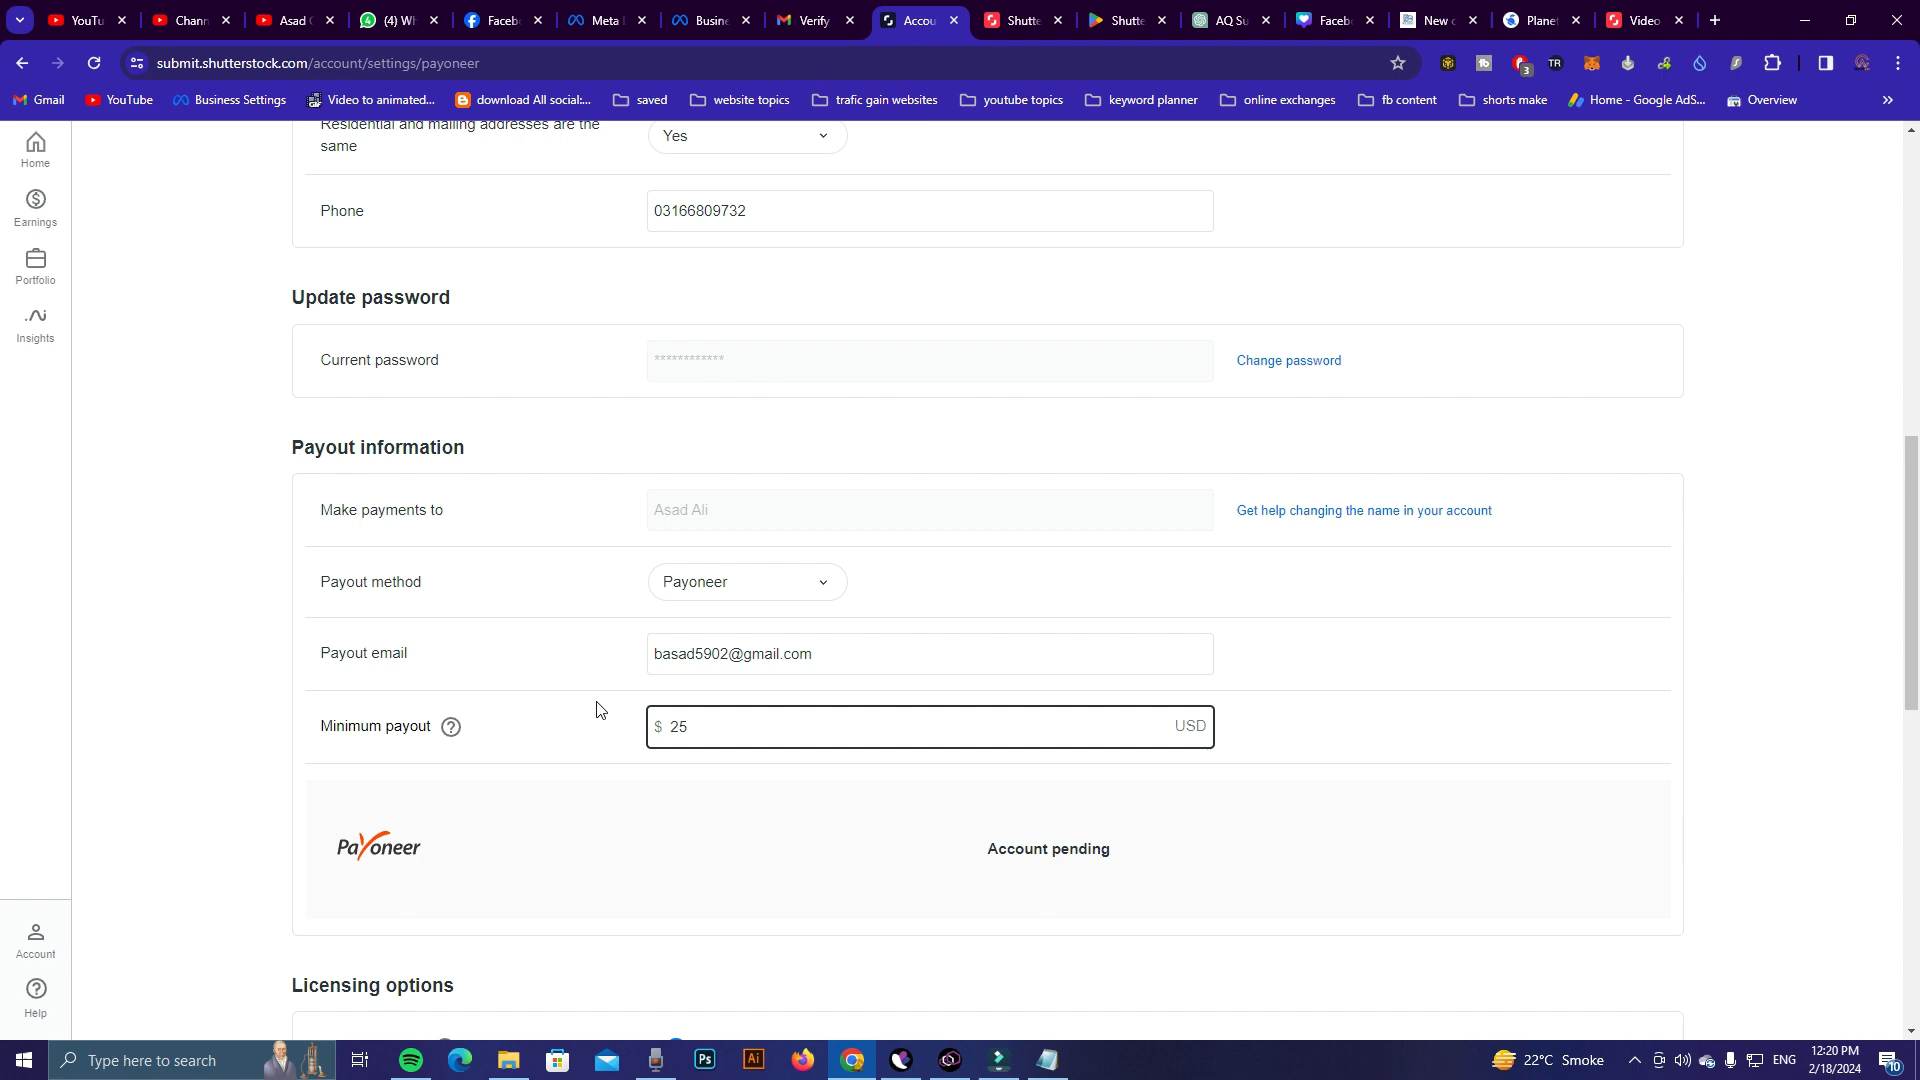 YouTu
Chann
Asad
(4) Wh
Faceb
Meta
Busine
Verify
Accou
Shutte
Shutte
AQ Su
Faceb
New c
Planet
Video
submit.shutterstock.com/account/settings/payoneer
3
TR
Gmail
YouTube
Business Settings
Video to animated...
download All social:...
saved
website topics
trafic gain websites
youtube topics
keyword planner
online exchanges
fb content
shorts make
Home - Google AdS...
Overview
»
Home
Earnings
Portfolio
Insights
Account
Help
Residential and mailing addresses are the
same
Yes
Phone
03166809732
Update password
Current password
************
Change password
Payout information
Make payments to
Asad Ali
Get help changing the name in your account
Payout method
Payoneer
Payout email
basad5902@gmail.com
Minimum payout
$ 25
USD
Payoneer
Account pending
Licensing options
Type here to search
Ps
Ai
22°C Smoke
ENG
12:20 PM
2/18/2024
10